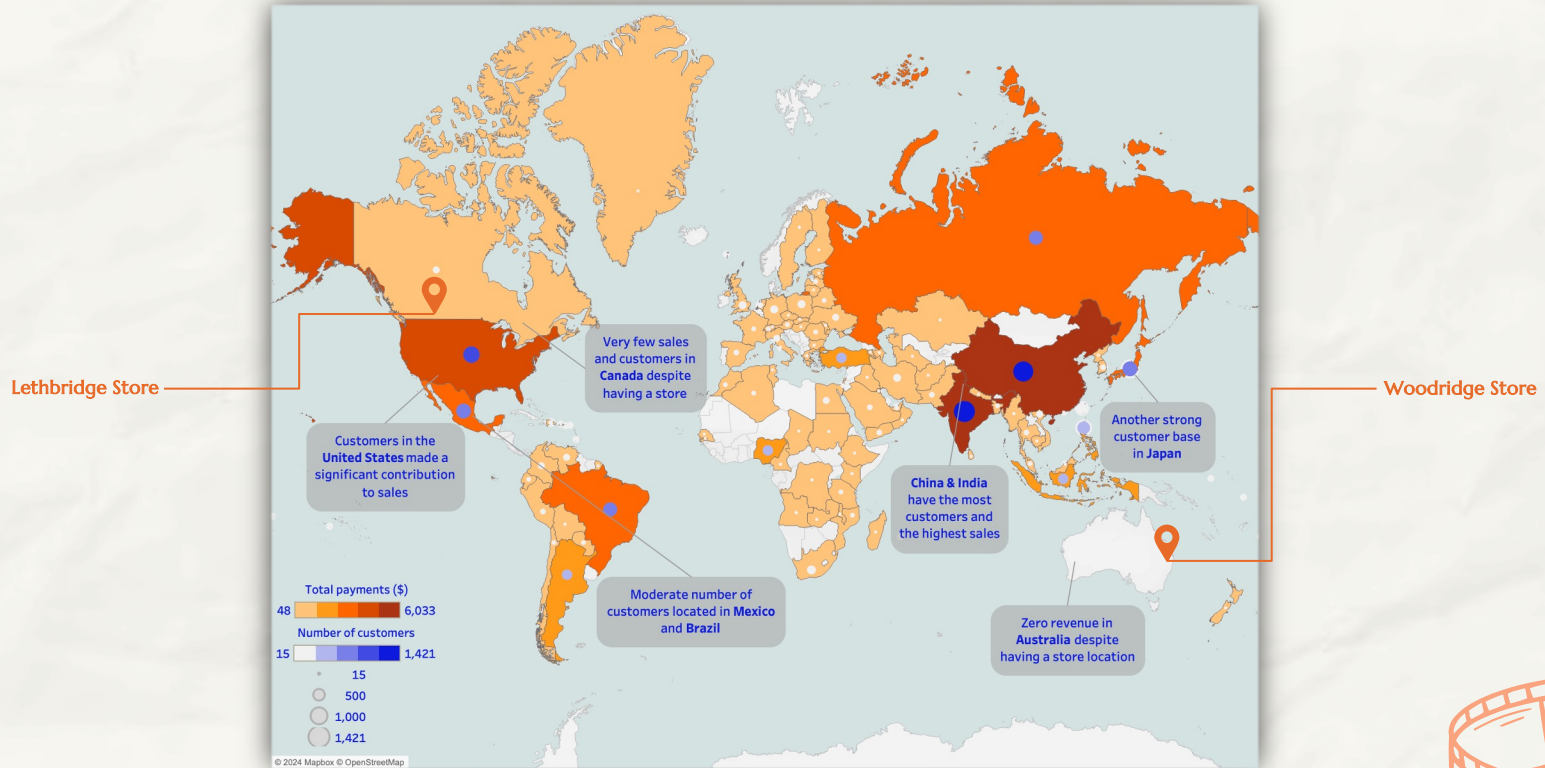 Lethbridge Store
Woodridge Store
Very few sales
and customers in
Canada despite
having a store
Customers in the
United States made a
significant contribution
to sales
Another strong
customer base
in Japan
China & India
have the most
customers and
the highest sales
Moderate number of
customers located in Mexico
and Brazil
Zero revenue in
Australia despite
having a store location
Total payments ($)
48 6,033
Number of customers
15 1,421
15
500
1,000
1,421
© 2024 Mapbox © OpenStreetMap